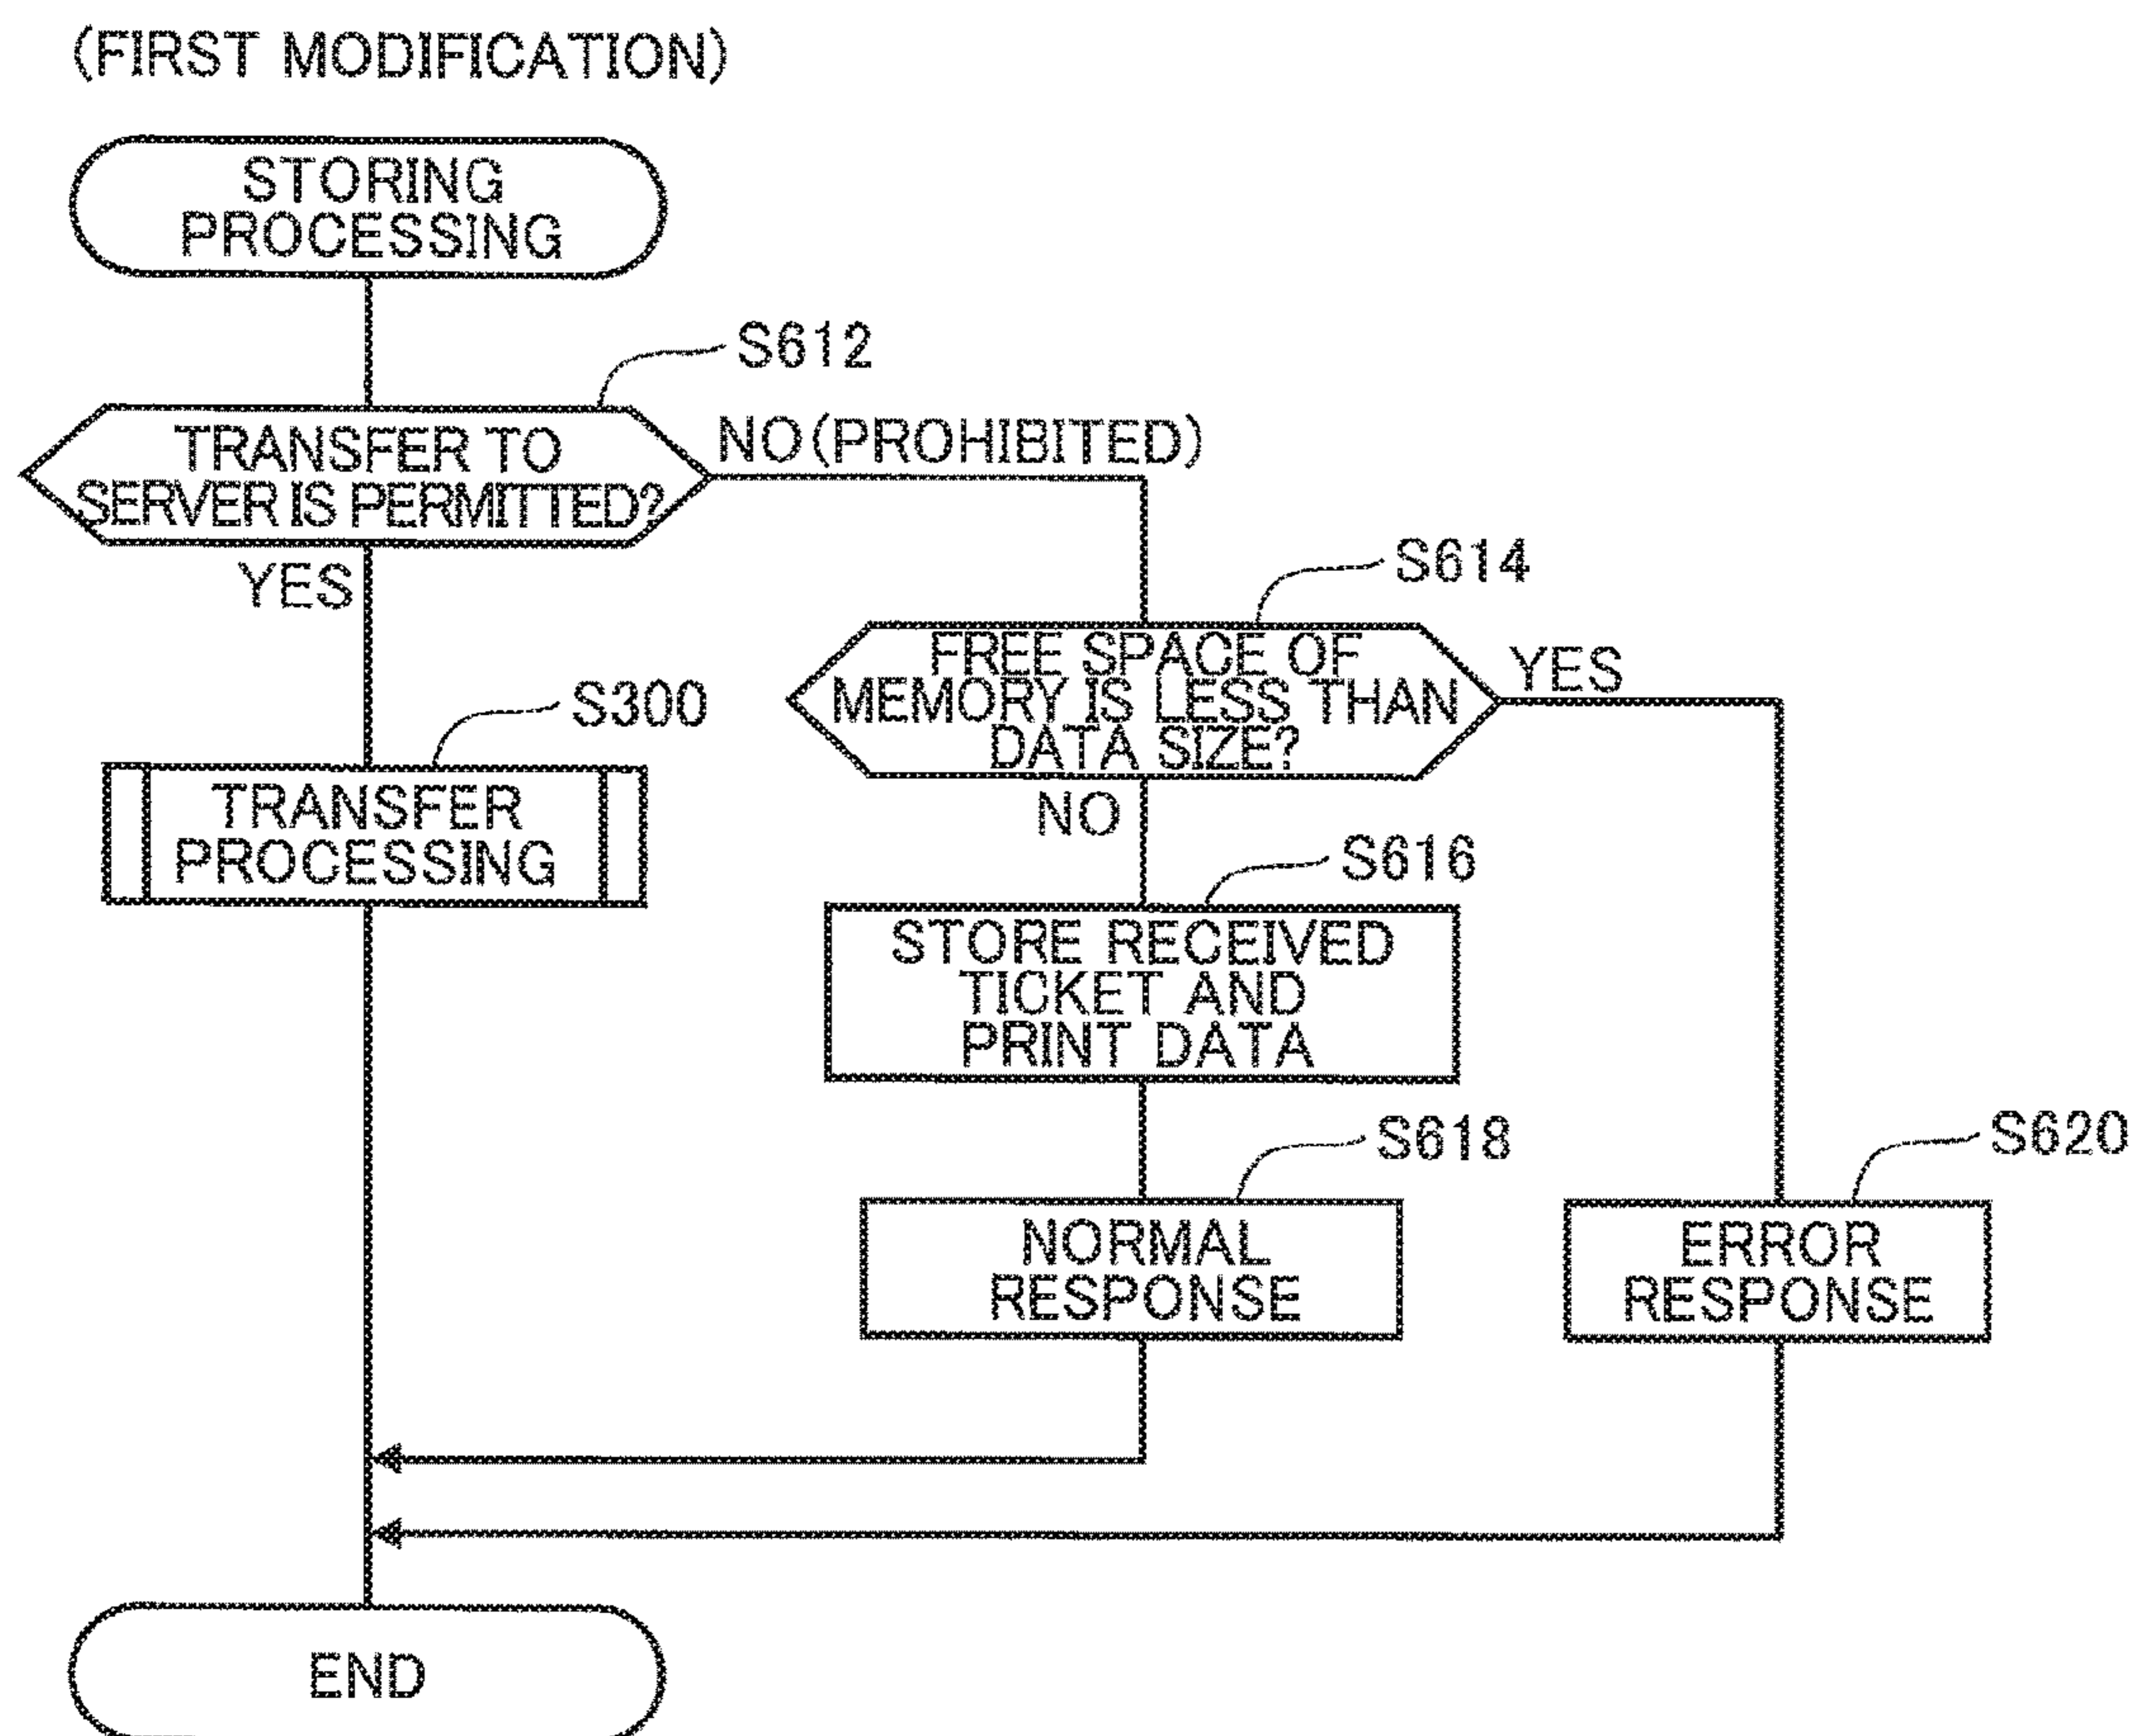 (FIRST MODIFICATION)
STORING
PROCESSING
S612
TRANSFER TO
SERVER IS PERMITTED?
NO(PROHIBITED)
YES
S614
FREE SPACE OF
MEMORY IS LESS THAN
DATA SIZE?
YES
NO
S300
TRANSFER
PROCESSING
S616
STORE RECEIVED
TICKET AND
PRINT DATA
S618
NORMAL
RESPONSE
S620
ERROR
RESPONSE
END